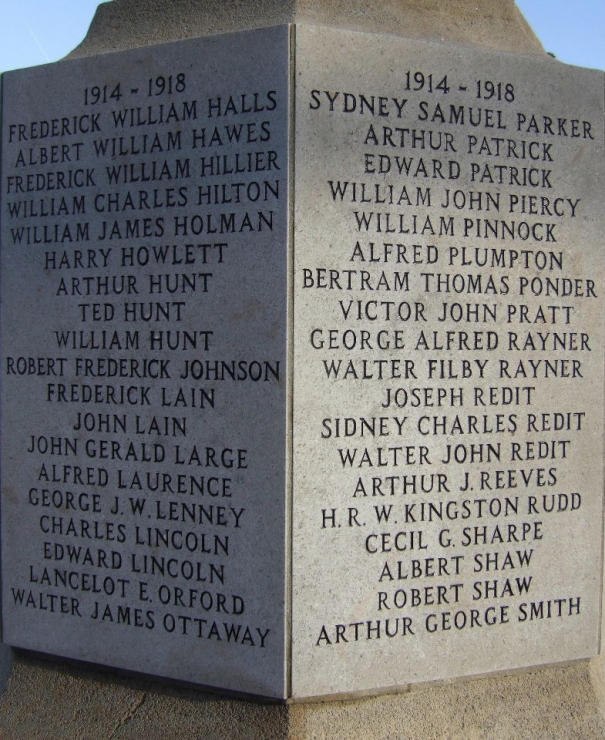 1914 - 1918
FREDERICK WILLIAM HALLS
ALBERT WILLIAM HAWES
FREDERICK WILLIAM HILLIER
WILLIAM CHARLES HILTON
WILLIAM JAMES HOLMAN
HARRY HOWLETT
ARTHUR HUNT
TED HUNT
WILLIAM HUNT
ROBERT FREDERICK JOHNSON
FREDERICK LAIN
JOHN LAIN
JOHN GERALD LARGE
ALFRED LAURENCE
GEORGE J. W. LENNEY
CHARLES LINCOLN
EDWARD LINCOLN
LANCELOT E. ORFORD
WALTER JAMES OTTAWAY
1914 - 1918
SYDNEY SAMUEL PARKER
ARTHUR PATRICK
EDWARD PATRICK
WILLIAM JOHN PIERCY
WILLIAM PINNOCK
ALFRED PLUMPTON
BERTRAM THOMAS PONDER
VICTOR JOHN PRATT
GEORGE ALFRED RAYNER
WALTER FILBY RAYNER
JOSEPH REDIT
SIDNEY CHARLES REDIT
WALTER JOHN REDIT
ARTHUR J. REEVES
H. R. W. KINGSTON RUDD
CECIL G. SHARPE
ALBERT SHAW
ROBERT SHAW
ARTHUR GEORGE SMITH